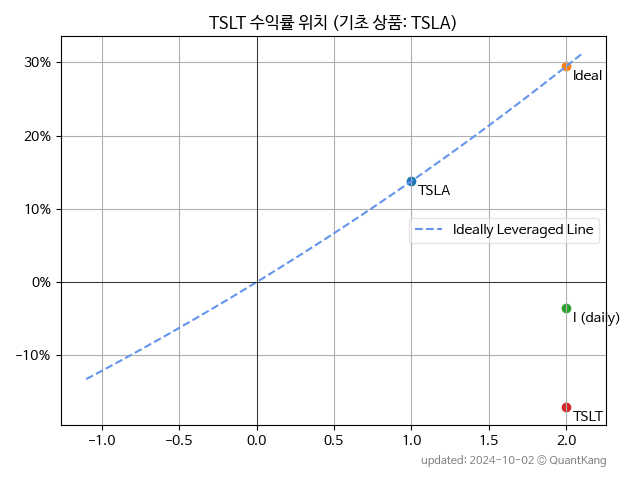 TSLT 수익률 위치 (기초 상품: TSLA)
30%
20%
10%
0%
−10%
Ideal
TSLA
Ideally Leveraged Line
I (daily)
TSLT
−1.0 −0.5 0.0 0.5 1.0 1.5 2.0
updated: 2024-10-02 © QuantKang